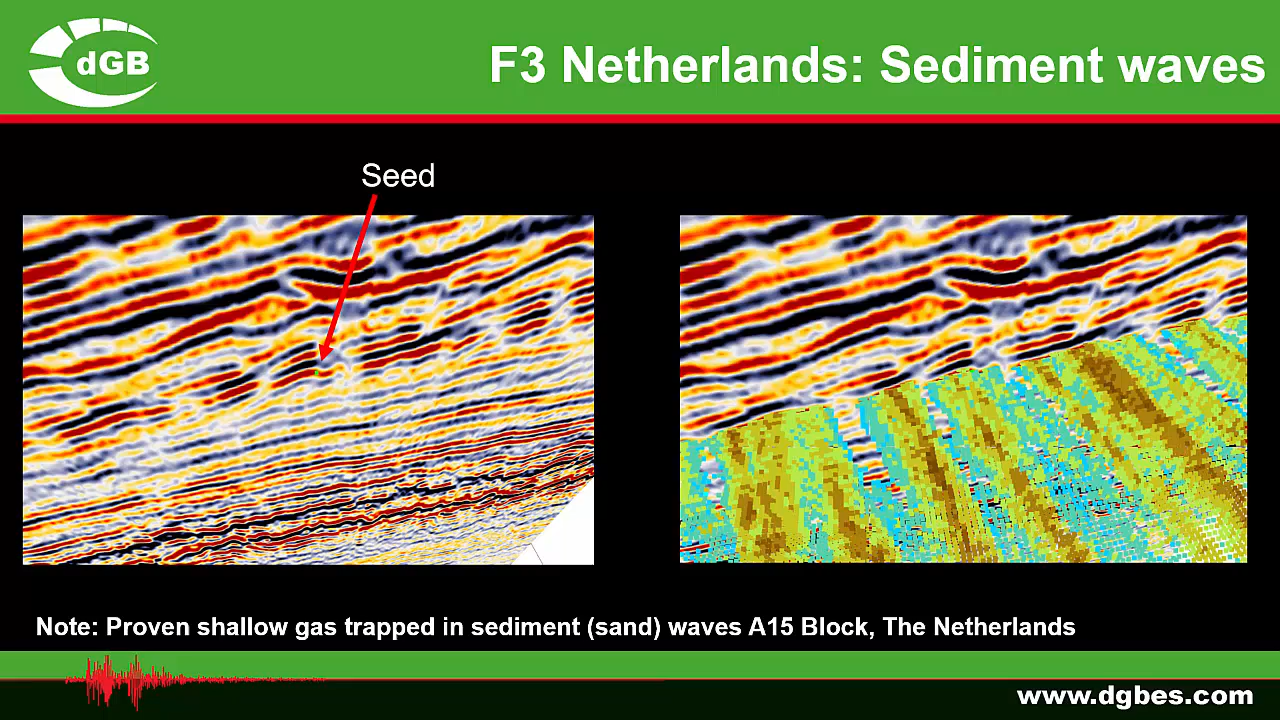 dGB
F3 Netherlands: Sediment waves
Seed
Note: Proven shallow gas trapped in sediment (sand) waves A15 Block, The Netherlands
www.dgbes.com